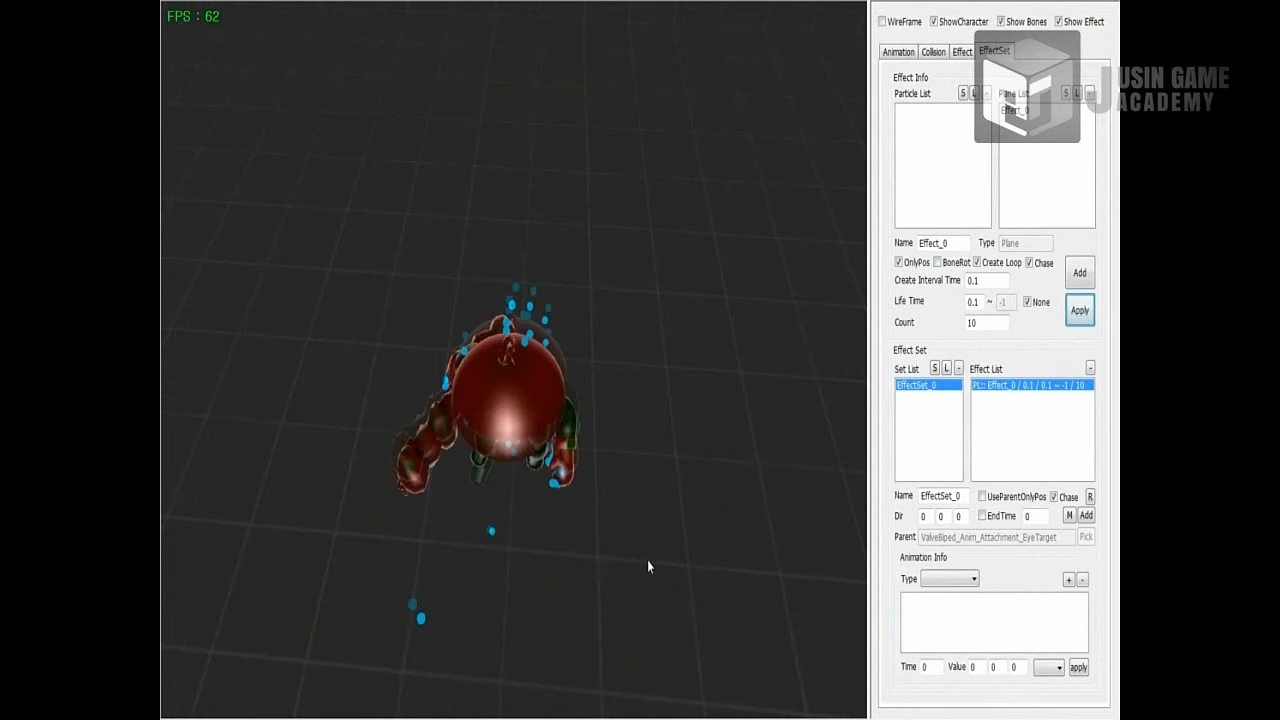 FPS : 62
WireFrame ShowCharacter Show Bones Show Effect
Animation Collision Effect EffectSet
JUSIN GAME
ACADEMY
Effect Info
Particle List S L - Plane List S L -
Effect_0
Name Effect_0 Type Plane
OnlyPos BoneRot Create Loop Chase
Add
Create Interval Time 0.1
Life Time 0.1 ~ -1 None
Apply
Count 10
Effect Set
Set List S L - Effect List -
EffectSet_0 PL:: Effect_0 / 0.1 / 0.1 ~ -1 / 10
Name EffectSet_0 UseParentOnlyPos Chase R
Dir 0 0 0 EndTime 0 M Add
Parent ValveBiped_Anim_Attachment_EyeTarget Pick
Animation Info
Type + -
Time 0 Value 0 0 0 apply